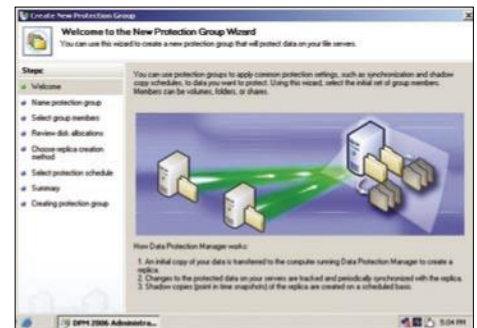 Create New Protection Group
Welcome to the New Protection Group Wizard
You can use this wizard to create a new protection group that will protect data on your file servers.
Steps:
Welcome
Name protection group
Select group members
Review disk allocations
Choose replica creation
method
Select protection schedule
Summary
Creating protection group
You can use protection groups to apply common protection settings, such as synchronization and shadow
copy schedules, to data you want to protect. Using this wizard, select the initial set of group members.
Members can be volumes, folders, or shares.
How Data Protection Manager works:
1. An initial copy of your data is transferred to the computer running Data Protection Manager to create a
replica.
2. Changes to the protected data on your servers are tracked and periodically synchronized with the replica.
3. Shadow copies (point in time snapshots) of the replica are created on a scheduled basis.
DPM 2006 Administra...
5:04 PM